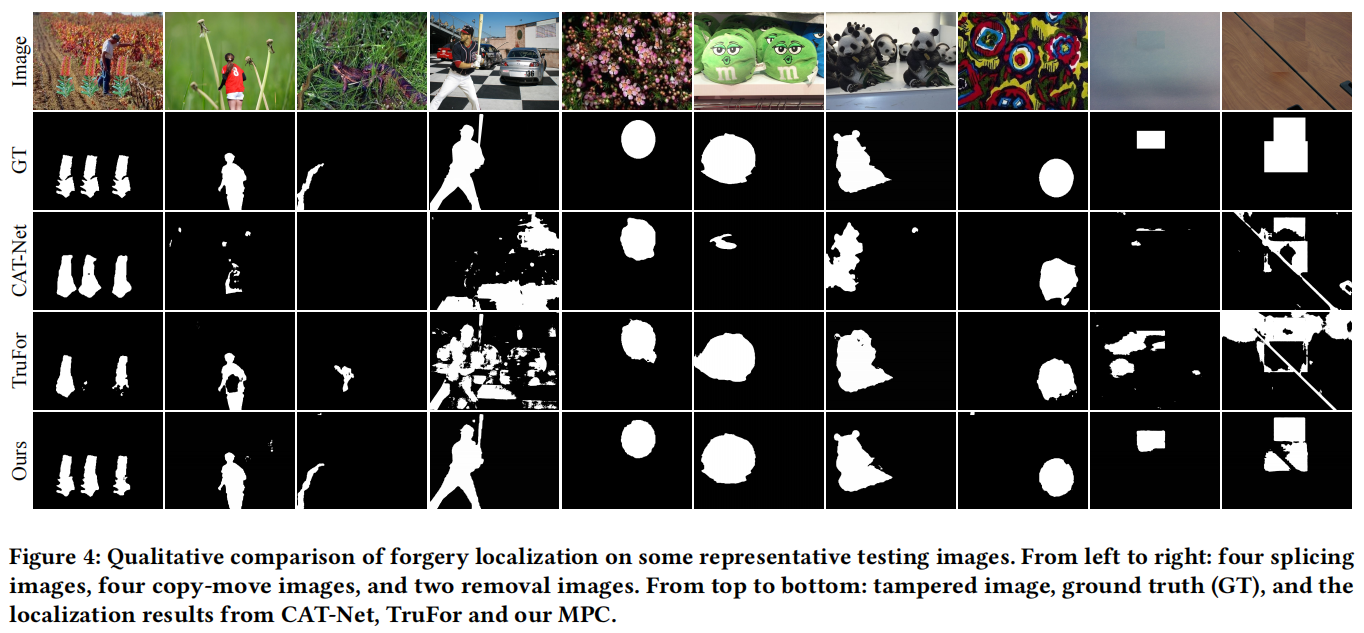 Image
GT
CAT-Net
TruFor
Ours
8
m
m
Figure 4: Qualitative comparison of forgery localization on some representative testing images. From left to right: four splicing
images, four copy-move images, and two removal images. From top to bottom: tampered image, ground truth (GT), and the
localization results from CAT-Net, TruFor and our MPC.